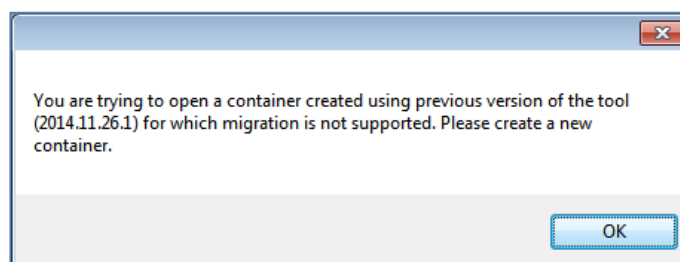 You are trying to open a container created using previous version of the tool
(2014.11.26.1) for which migration is not supported. Please create a new
container.
OK